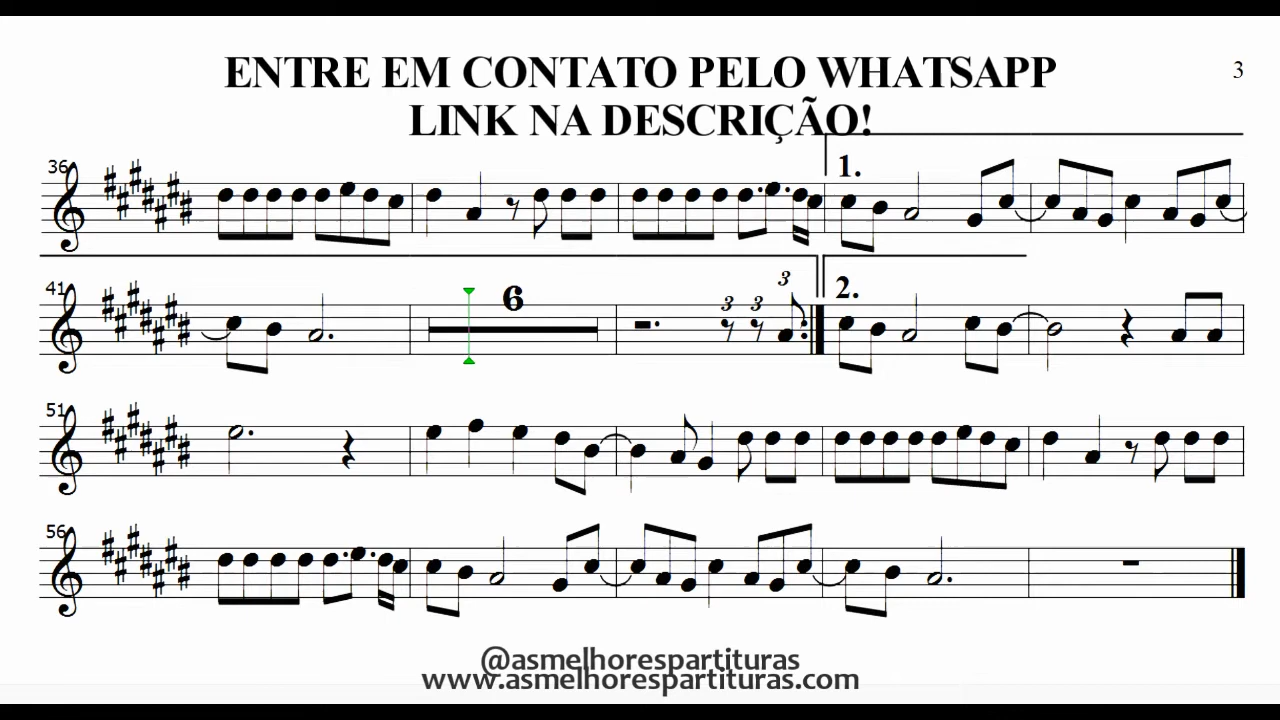 ENTRE EM CONTATO PELO WHATSAPP
3
LINK NA DESCRIÇÃO!
36
1.
41
6
3 3 3
2.
51
56
@asmelhorespartituras
www.asmelhorespartituras.com